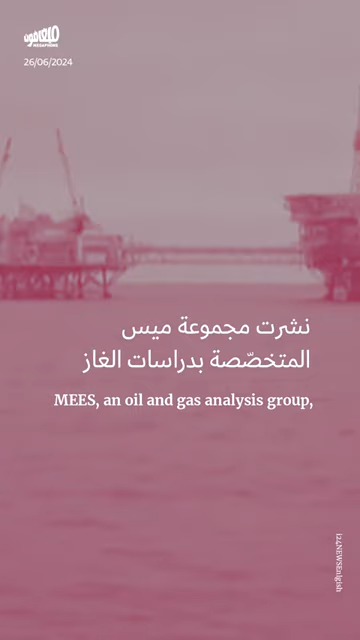 ميغافون
MEGAPHONE
26/06/2024
نشرت مجموعة ميس
المتخصّصة بدراسات الغاز
MEES, an oil and gas analysis group,
i24NEWSEnlgish